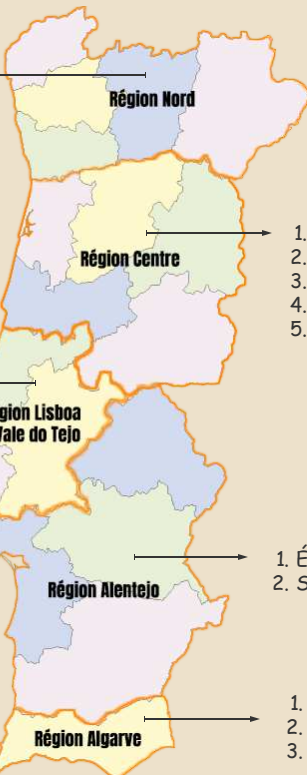 Région Nord
Région Centre
1.
2.
3.
4.
5.
gion Lisboa
Vale do Tejo
1. É
2. S
Région Alentejo
1.
2.
3.
Région Algarve